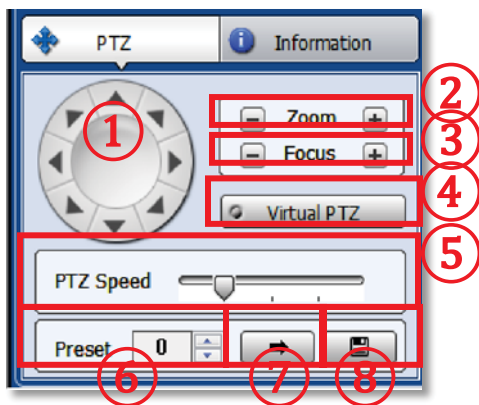 PTZ Information
①
− Zoom + ②
− Focus + ③
Virtual PTZ ④
⑤
PTZ Speed
Preset 0
⑥ ⑦ ⑧